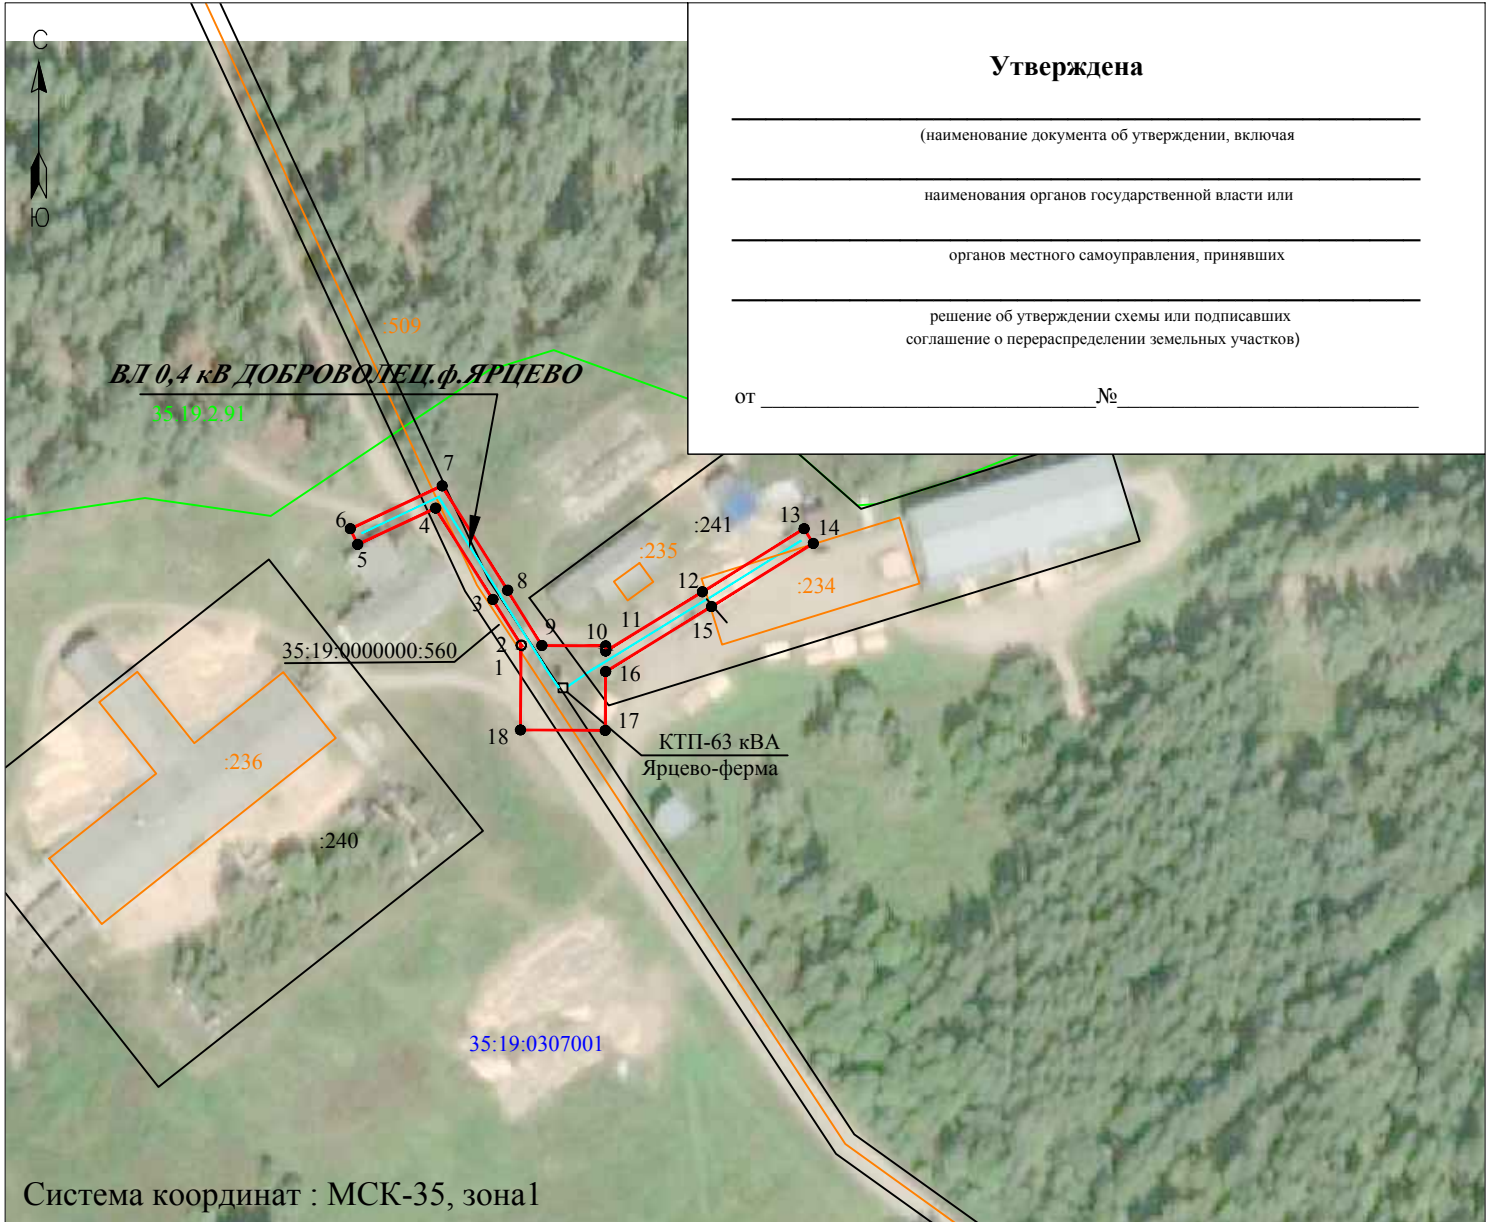 С
Ю
Утверждена
(наименование документа об утверждении, включая
наименования органов государственной власти или
органов местного самоуправления, принявших
решение об утверждении схемы или подписавших
соглашение о перераспределении земельных участков)
от ______________________________ №___________________________
:509
ВЛ 0,4 кВ ДОБРОВОЛЕЦ.ф.ЯРЦЕВО
35.19.2.91
7
6
4
5
:241
13
14
:235
8
12
:234
3
11
15
9
10
2
35:19:0000000:560
1
16
18
17
КТП-63 кВА
Ярцево-ферма
:236
:240
35:19:0307001
Система координат : МСК-35, зона1